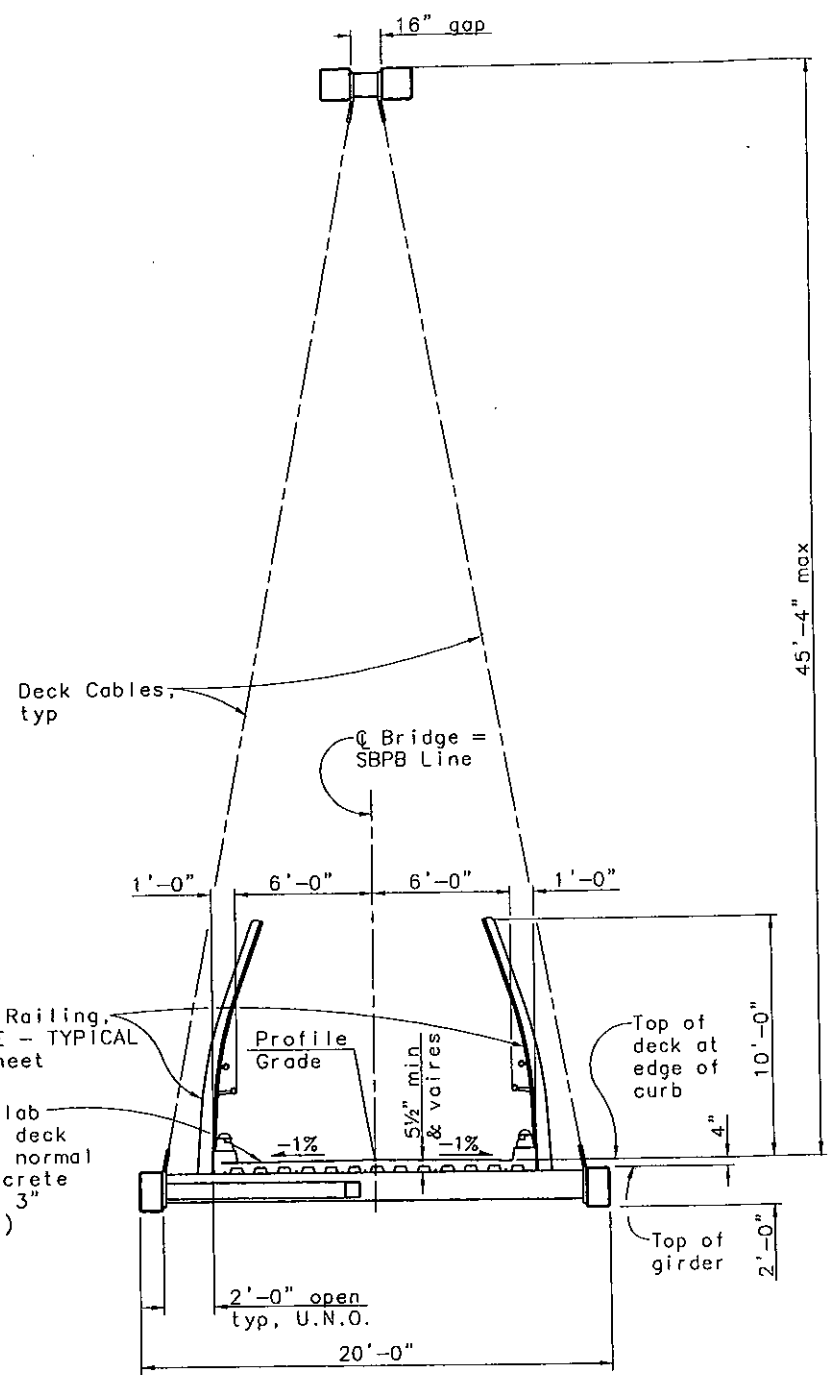 16" gap
45'-4" max
Deck Cables,
typ
℄ Bridge =
SBPB Line
1'-0"
6'-0"
6'-0"
1'-0"
Railing,
E - TYPICAL
heet
Profile
Grade
5½" min
& vaires
Top of
deck at
edge of
curb
10'-0"
4"
lab
deck
normal
crete
3"
)
-1%
-1%
Top of
girder
2'-0"
2'-0" open
typ, U.N.O.
20'-0"